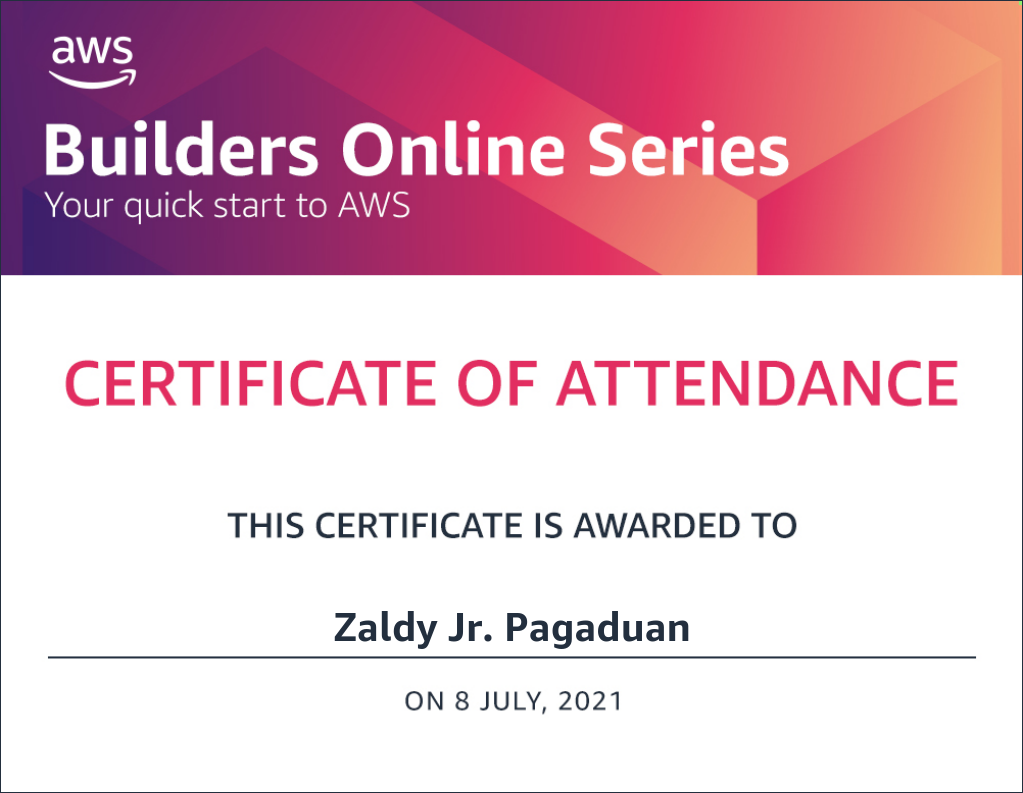 aws
Builders Online Series
Your quick start to AWS
CERTIFICATE OF ATTENDANCE
THIS CERTIFICATE IS AWARDED TO
Zaldy Jr. Pagaduan
ON 8 JULY, 2021